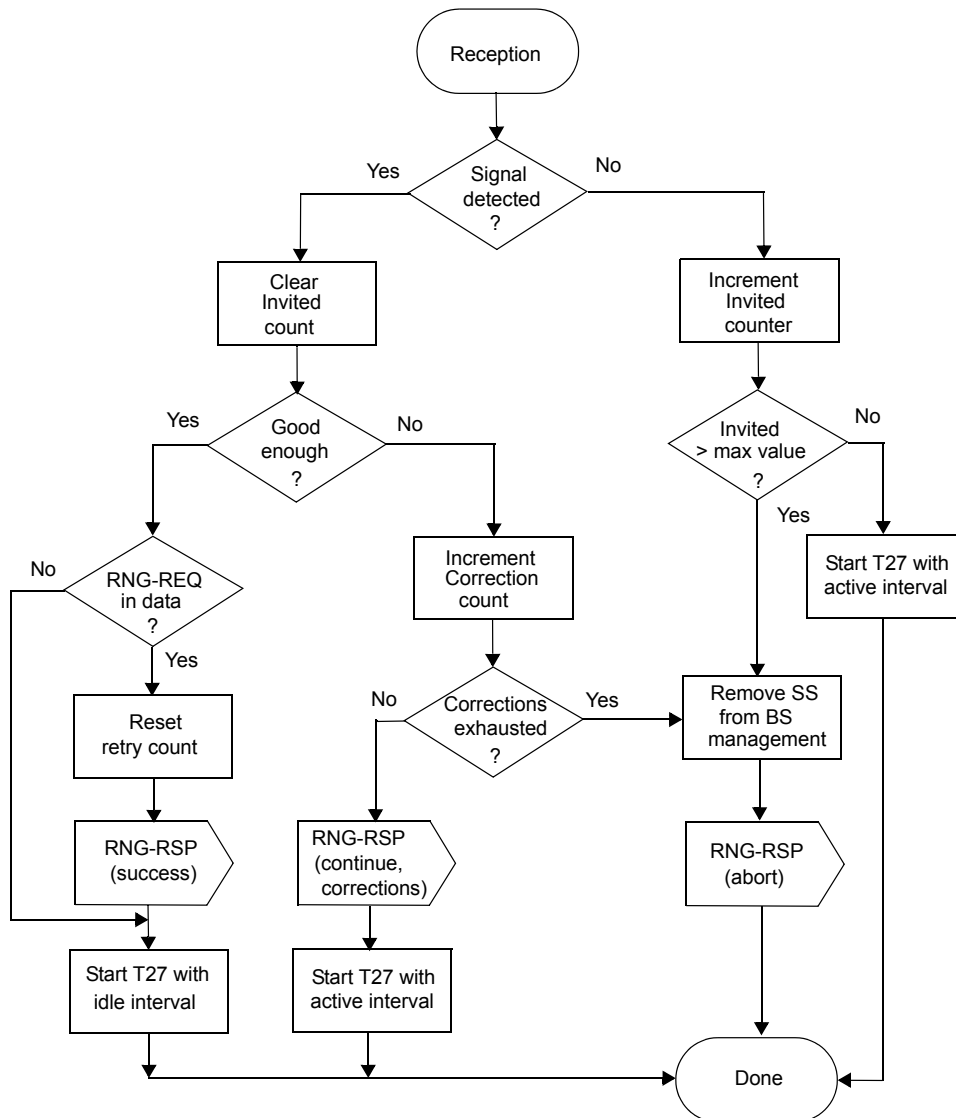 Reception
Yes
No
Signal
detected
?
Clear
Invited
count
Increment
Invited
counter
Yes
No
Good
enough
?
No
Invited
> max value
?
Yes
No
RNG-REQ
in data
?
Yes
Increment
Correction
count
Start T27 with
active interval
Reset
retry count
No
Corrections
exhausted
?
Yes
Remove SS
from BS
management
RNG-RSP
(success)
RNG-RSP
(continue,
corrections)
RNG-RSP
(abort)
Start T27 with
idle interval
Start T27 with
active interval
Done